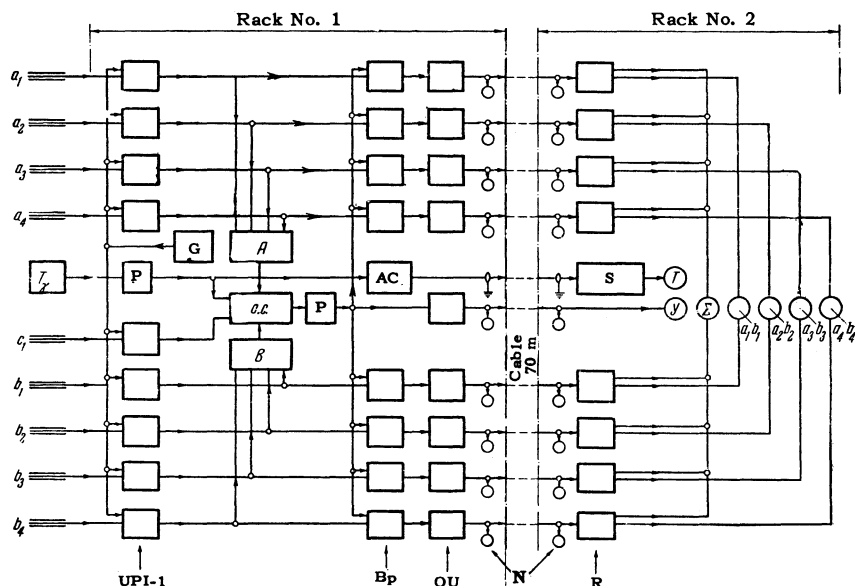 Rack No. 1
Rack No. 2
a1
a2
a3
a4
G
A
Tγ
P
AC
S
T
C.C.
P
y
Σ
a1b1
a2b2
a3b3
a4b4
c1
B
Cable
70 m
b1
b2
b3
b4
UPI-1
Bp
OU
N
R